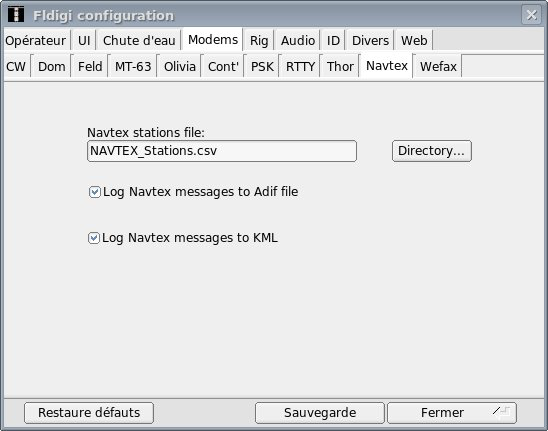 Fldigi configuration
Opérateur UI Chute d'eau Modems Rig Audio ID Divers Web
CW Dom Feld MT-63 Olivia Cont' PSK RTTY Thor Navtex Wefax
Navtex stations file:
NAVTEX_Stations.csv Directory...
Log Navtex messages to Adif file
Log Navtex messages to KML
Restaure défauts Sauvegarde Fermer